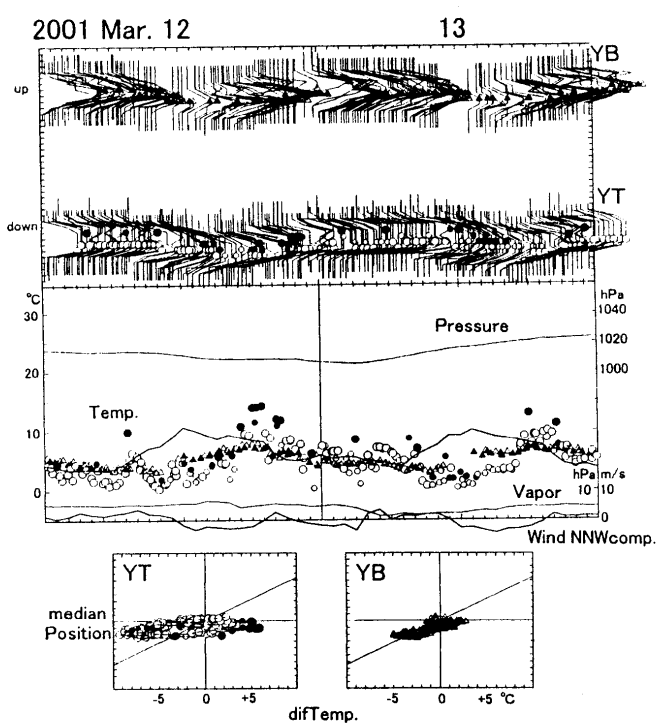 2001 Mar. 12 13
YB
up
YT
down
°C hPa
30 1040
Pressure
1020
20 1000
Temp.
10
hPa m/s
10 10
0 Vapor
0
Wind NNWcomp.
YT YB
median
Position
-5 0 +5 -5 0 +5 °C
difTemp.